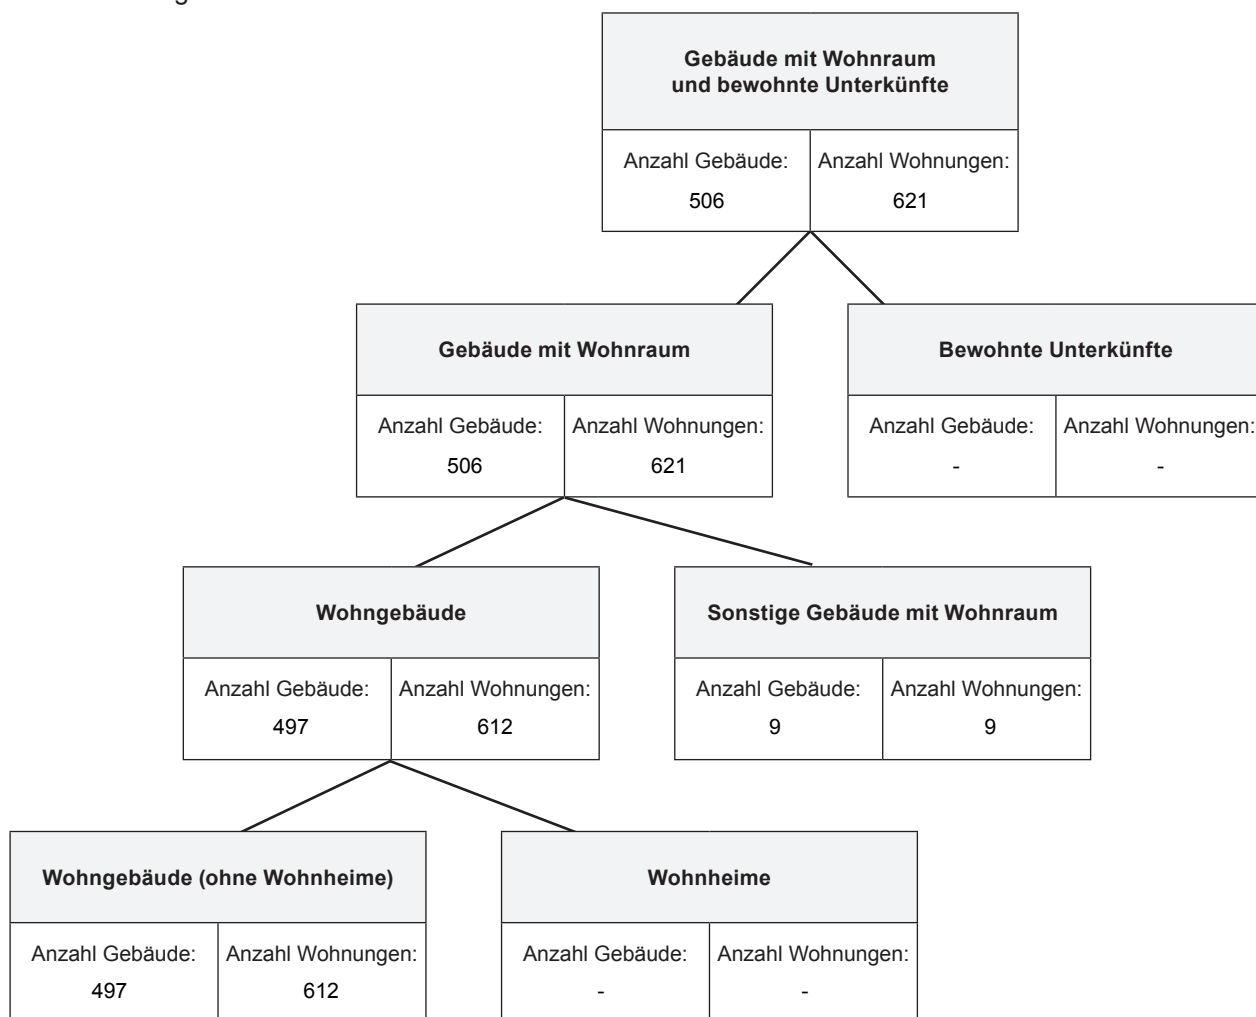 Gebäude mit Wohnraum
und bewohnte Unterkünfte
Anzahl Gebäude: Anzahl Wohnungen:
506 621
Gebäude mit Wohnraum
Bewohnte Unterkünfte
Anzahl Gebäude: Anzahl Wohnungen:
506 621
Anzahl Gebäude: Anzahl Wohnungen:
- -
Wohngebäude
Sonstige Gebäude mit Wohnraum
Anzahl Gebäude: Anzahl Wohnungen:
497 612
Anzahl Gebäude: Anzahl Wohnungen:
9 9
Wohngebäude (ohne Wohnheime)
Wohnheime
Anzahl Gebäude: Anzahl Wohnungen:
497 612
Anzahl Gebäude: Anzahl Wohnungen:
- -